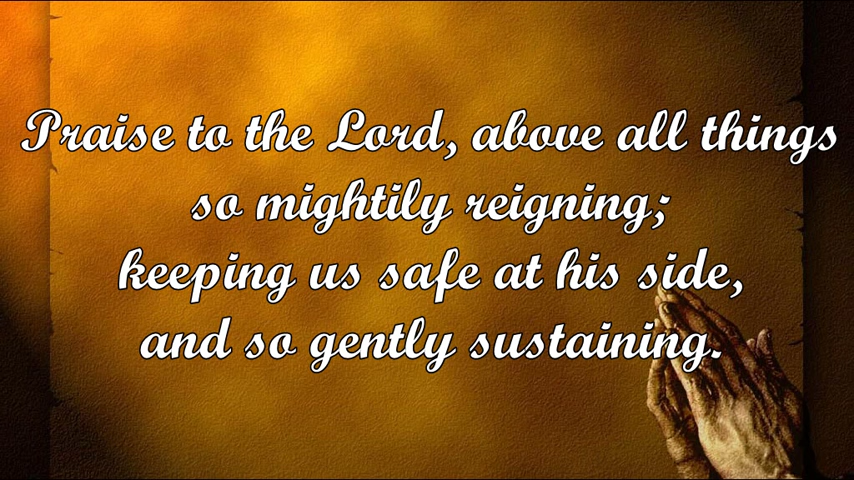 Praise to the Lord, above all things
so mightily reigning;
keeping us safe at his side,
and so gently sustaining.